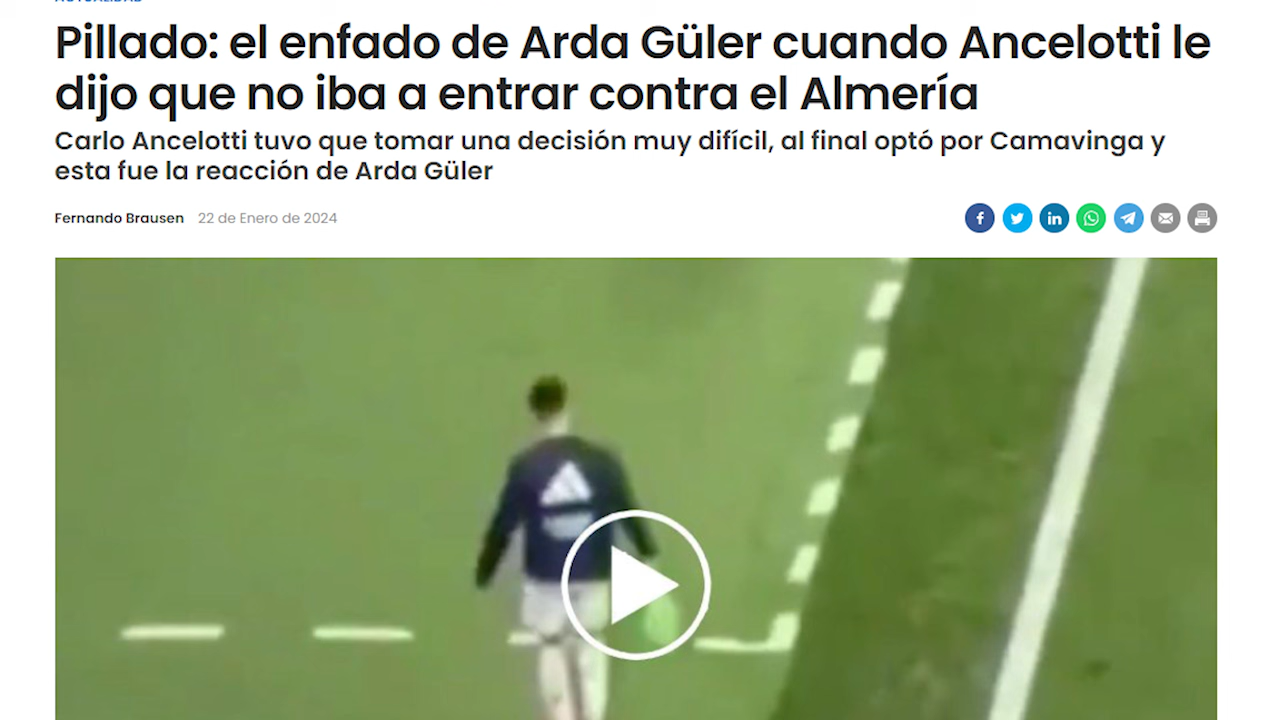 ACTUALIDAD
Pillado: el enfado de Arda Güler cuando Ancelotti le
dijo que no iba a entrar contra el Almería
Carlo Ancelotti tuvo que tomar una decisión muy difícil, al final optó por Camavinga y
esta fue la reacción de Arda Güler
Fernando Brausen 22 de Enero de 2024